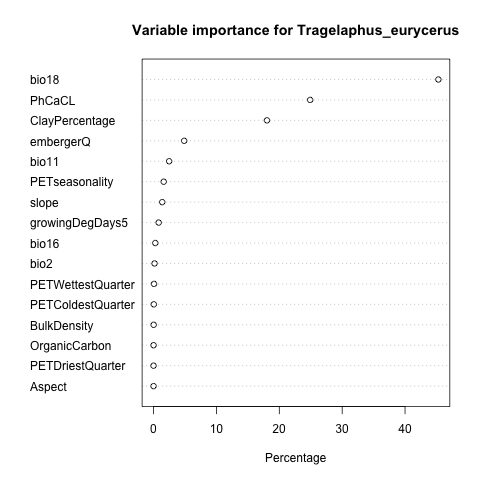 Variable importance for Tragelaphus_eurycerus
bio18
PhCaCL
ClayPercentage
embergerQ
bio11
PETseasonality
slope
growingDegDays5
bio16
bio2
PETWettestQuarter
PETColdestQuarter
BulkDensity
OrganicCarbon
PETDriestQuarter
Aspect
0 10 20 30 40
Percentage